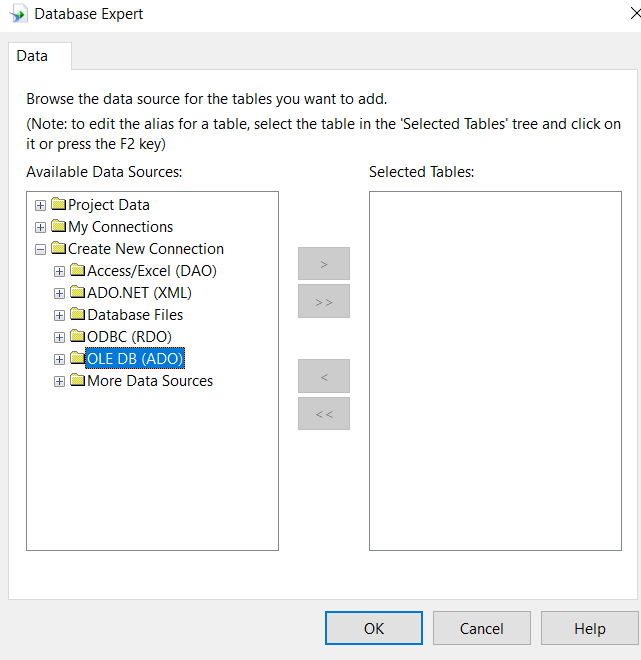 Database Expert
Data
Browse the data source for the tables you want to add.
(Note: to edit the alias for a table, select the table in the 'Selected Tables' tree and click on
it or press the F2 key)
Available Data Sources:
Selected Tables:
Project Data
My Connections
Create New Connection
Access/Excel (DAO)
ADO.NET (XML)
Database Files
ODBC (RDO)
OLE DB (ADO)
More Data Sources
>
>>
<
<<
OK
Cancel
Help